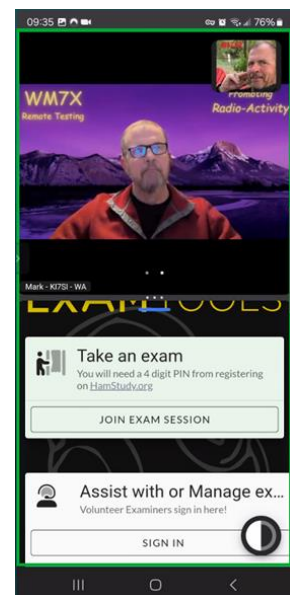 09:35
76%
WM7X
Remote Testing
Promoting
Radio-Activity
Mark - KI7SI - WA
EXAMTOOLS
Take an exam
You will need a 4 digit PIN from registering
on HamStudy.org
JOIN EXAM SESSION
Assist with or Manage ex...
Volunteer Examiners sign in here!
SIGN IN